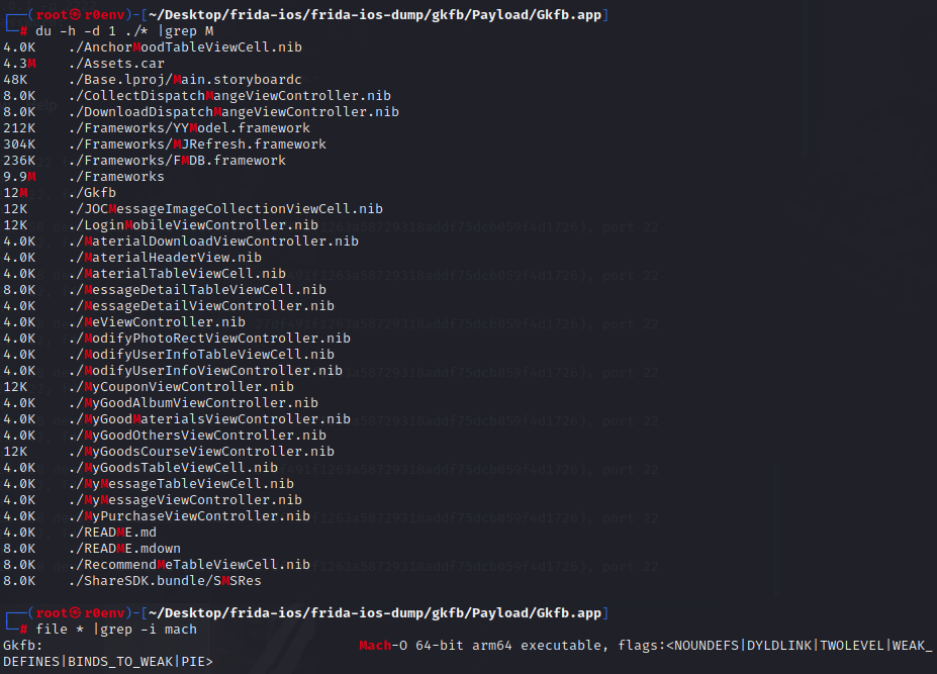 ┌──(root㉿r0env)-[~/Desktop/frida-ios/frida-ios-dump/gkfb/Payload/Gkfb.app]
└─# du -h -d 1 ./* |grep M
4.0K ./AnchorMoodTableViewCell.nib
4.3M ./Assets.car
48K ./Base.lproj/Main.storyboardc
8.0K ./CollectDispatchMangeViewController.nib
8.0K ./DownloadDispatchMangeViewController.nib
212K ./Frameworks/YYModel.framework
304K ./Frameworks/MJRefresh.framework
236K ./Frameworks/FMDB.framework
9.9M ./Frameworks
12M ./Gkfb
12K ./JOCMessageImageCollectionViewCell.nib
12K ./LoginMobileViewController.nib
4.0K ./MaterialDownloadViewController.nib
4.0K ./MaterialHeaderView.nib
4.0K ./MaterialTableViewCell.nib
8.0K ./MessageDetailTableViewCell.nib
4.0K ./MessageDetailViewController.nib
4.0K ./MeViewController.nib
4.0K ./ModifyPhotoRectViewController.nib
4.0K ./ModifyUserInfoTableViewCell.nib
4.0K ./ModifyUserInfoViewController.nib
12K ./MyCouponViewController.nib
4.0K ./MyGoodAlbumViewController.nib
4.0K ./MyGoodMaterialsViewController.nib
4.0K ./MyGoodOthersViewController.nib
12K ./MyGoodsCourseViewController.nib
4.0K ./MyGoodsTableViewCell.nib
4.0K ./MyMessageTableViewCell.nib
4.0K ./MyMessageViewController.nib
4.0K ./MyPurchaseViewController.nib
4.0K ./README.md
8.0K ./README.mdown
8.0K ./RecommendMeTableViewCell.nib
8.0K ./ShareSDK.bundle/SMSRes
┌──(root㉿r0env)-[~/Desktop/frida-ios/frida-ios-dump/gkfb/Payload/Gkfb.app]
└─# file * |grep -i mach
Gkfb: Mach-O 64-bit arm64 executable, flags:<NOUNDEFS|DYLDLINK|TWOLEVEL|WEAK_
DEFINES|BINDS_TO_WEAK|PIE>